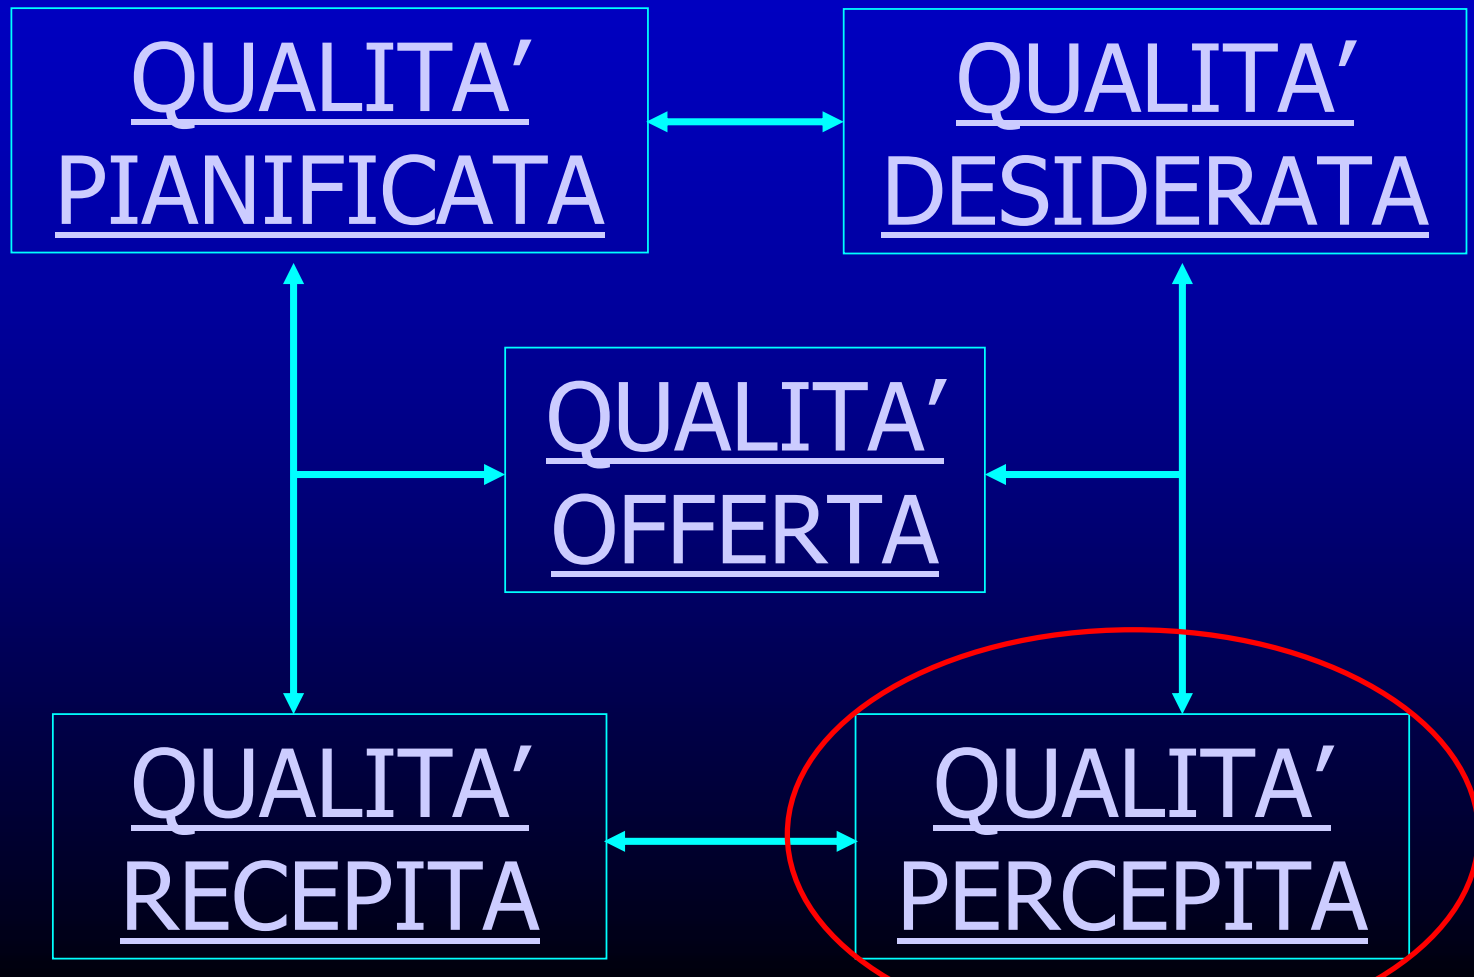 QUALITA’
PIANIFICATA
QUALITA’
DESIDERATA
QUALITA’
OFFERTA
QUALITA’
RECEPITA
QUALITA’
PERCEPITA